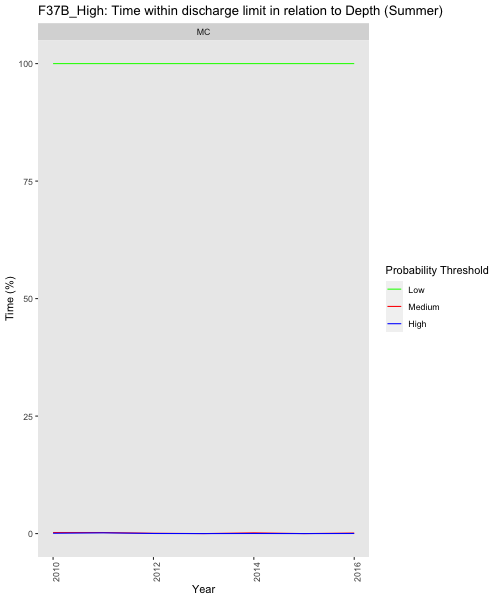 F37B_High: Time within discharge limit in relation to Depth (Summer)
MC
100
75
50
25
0
Time (%)
2010
2012
2014
2016
Year
Probability Threshold
Low
Medium
High